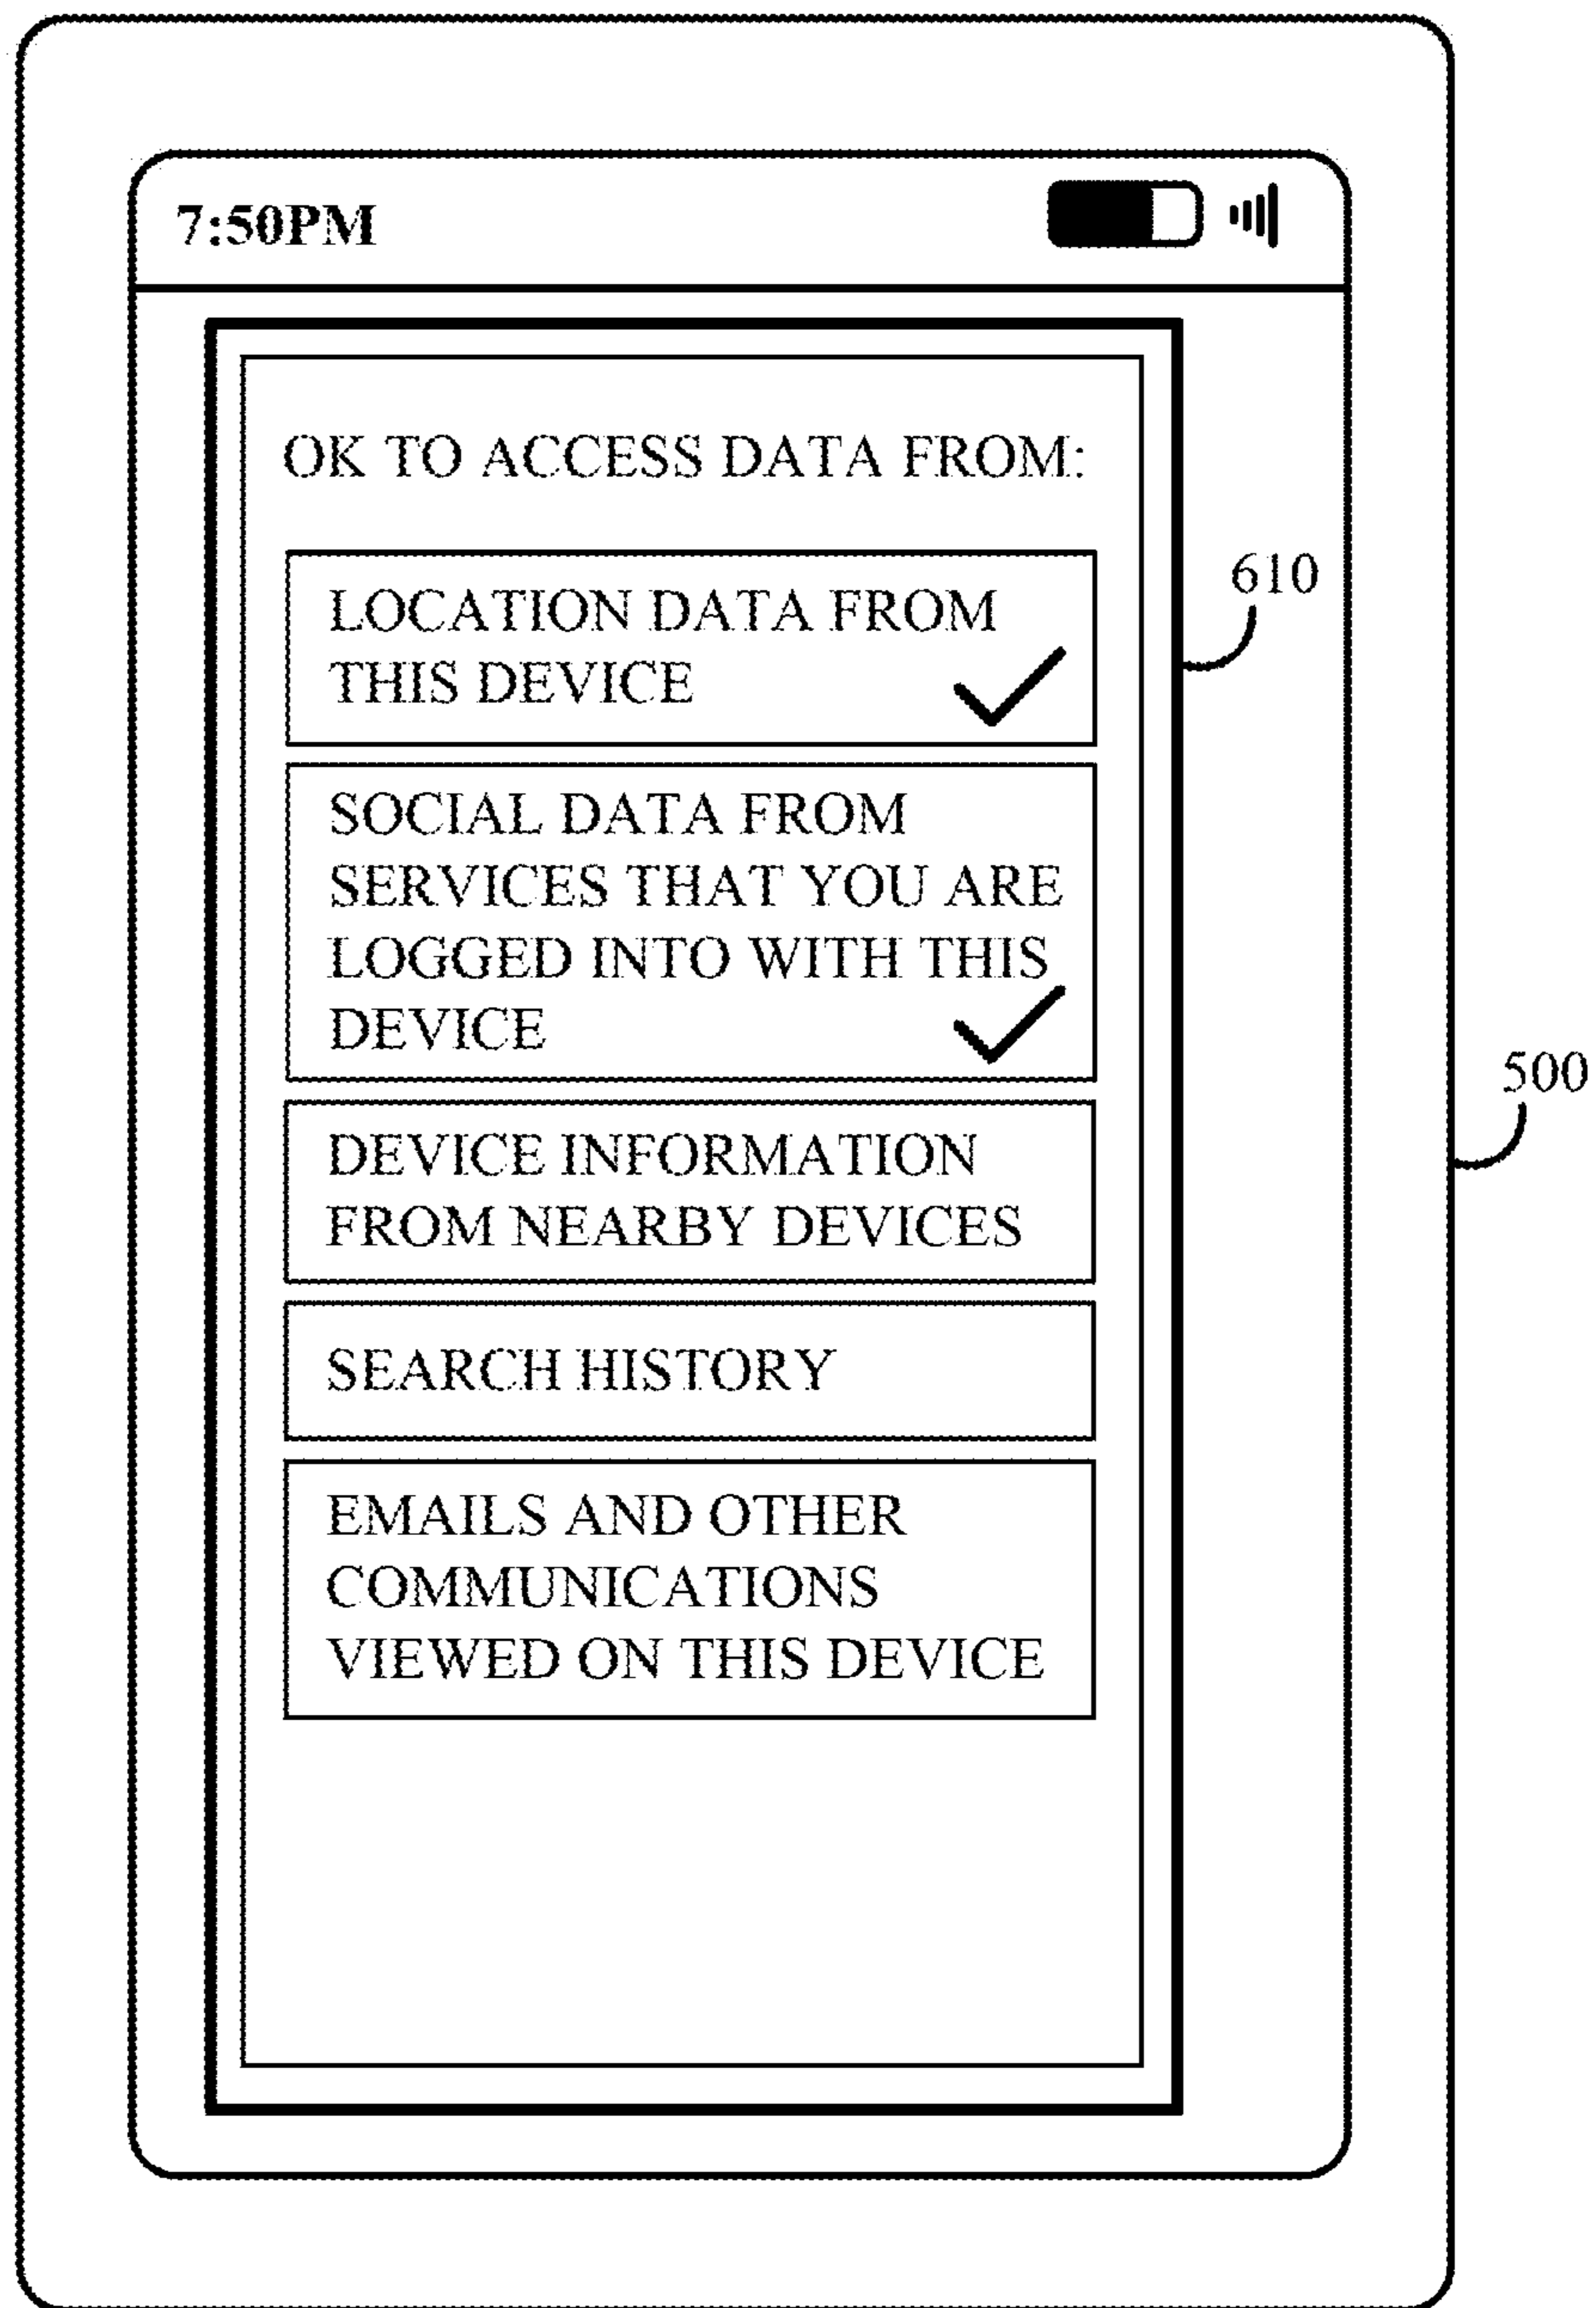 7:50PM
OK TO ACCESS DATA FROM:
LOCATION DATA FROM
THIS DEVICE
610
SOCIAL DATA FROM
SERVICES THAT YOU ARE
LOGGED INTO WITH THIS
DEVICE
500
DEVICE INFORMATION
FROM NEARBY DEVICES
SEARCH HISTORY
EMAILS AND OTHER
COMMUNICATIONS
VIEWED ON THIS DEVICE